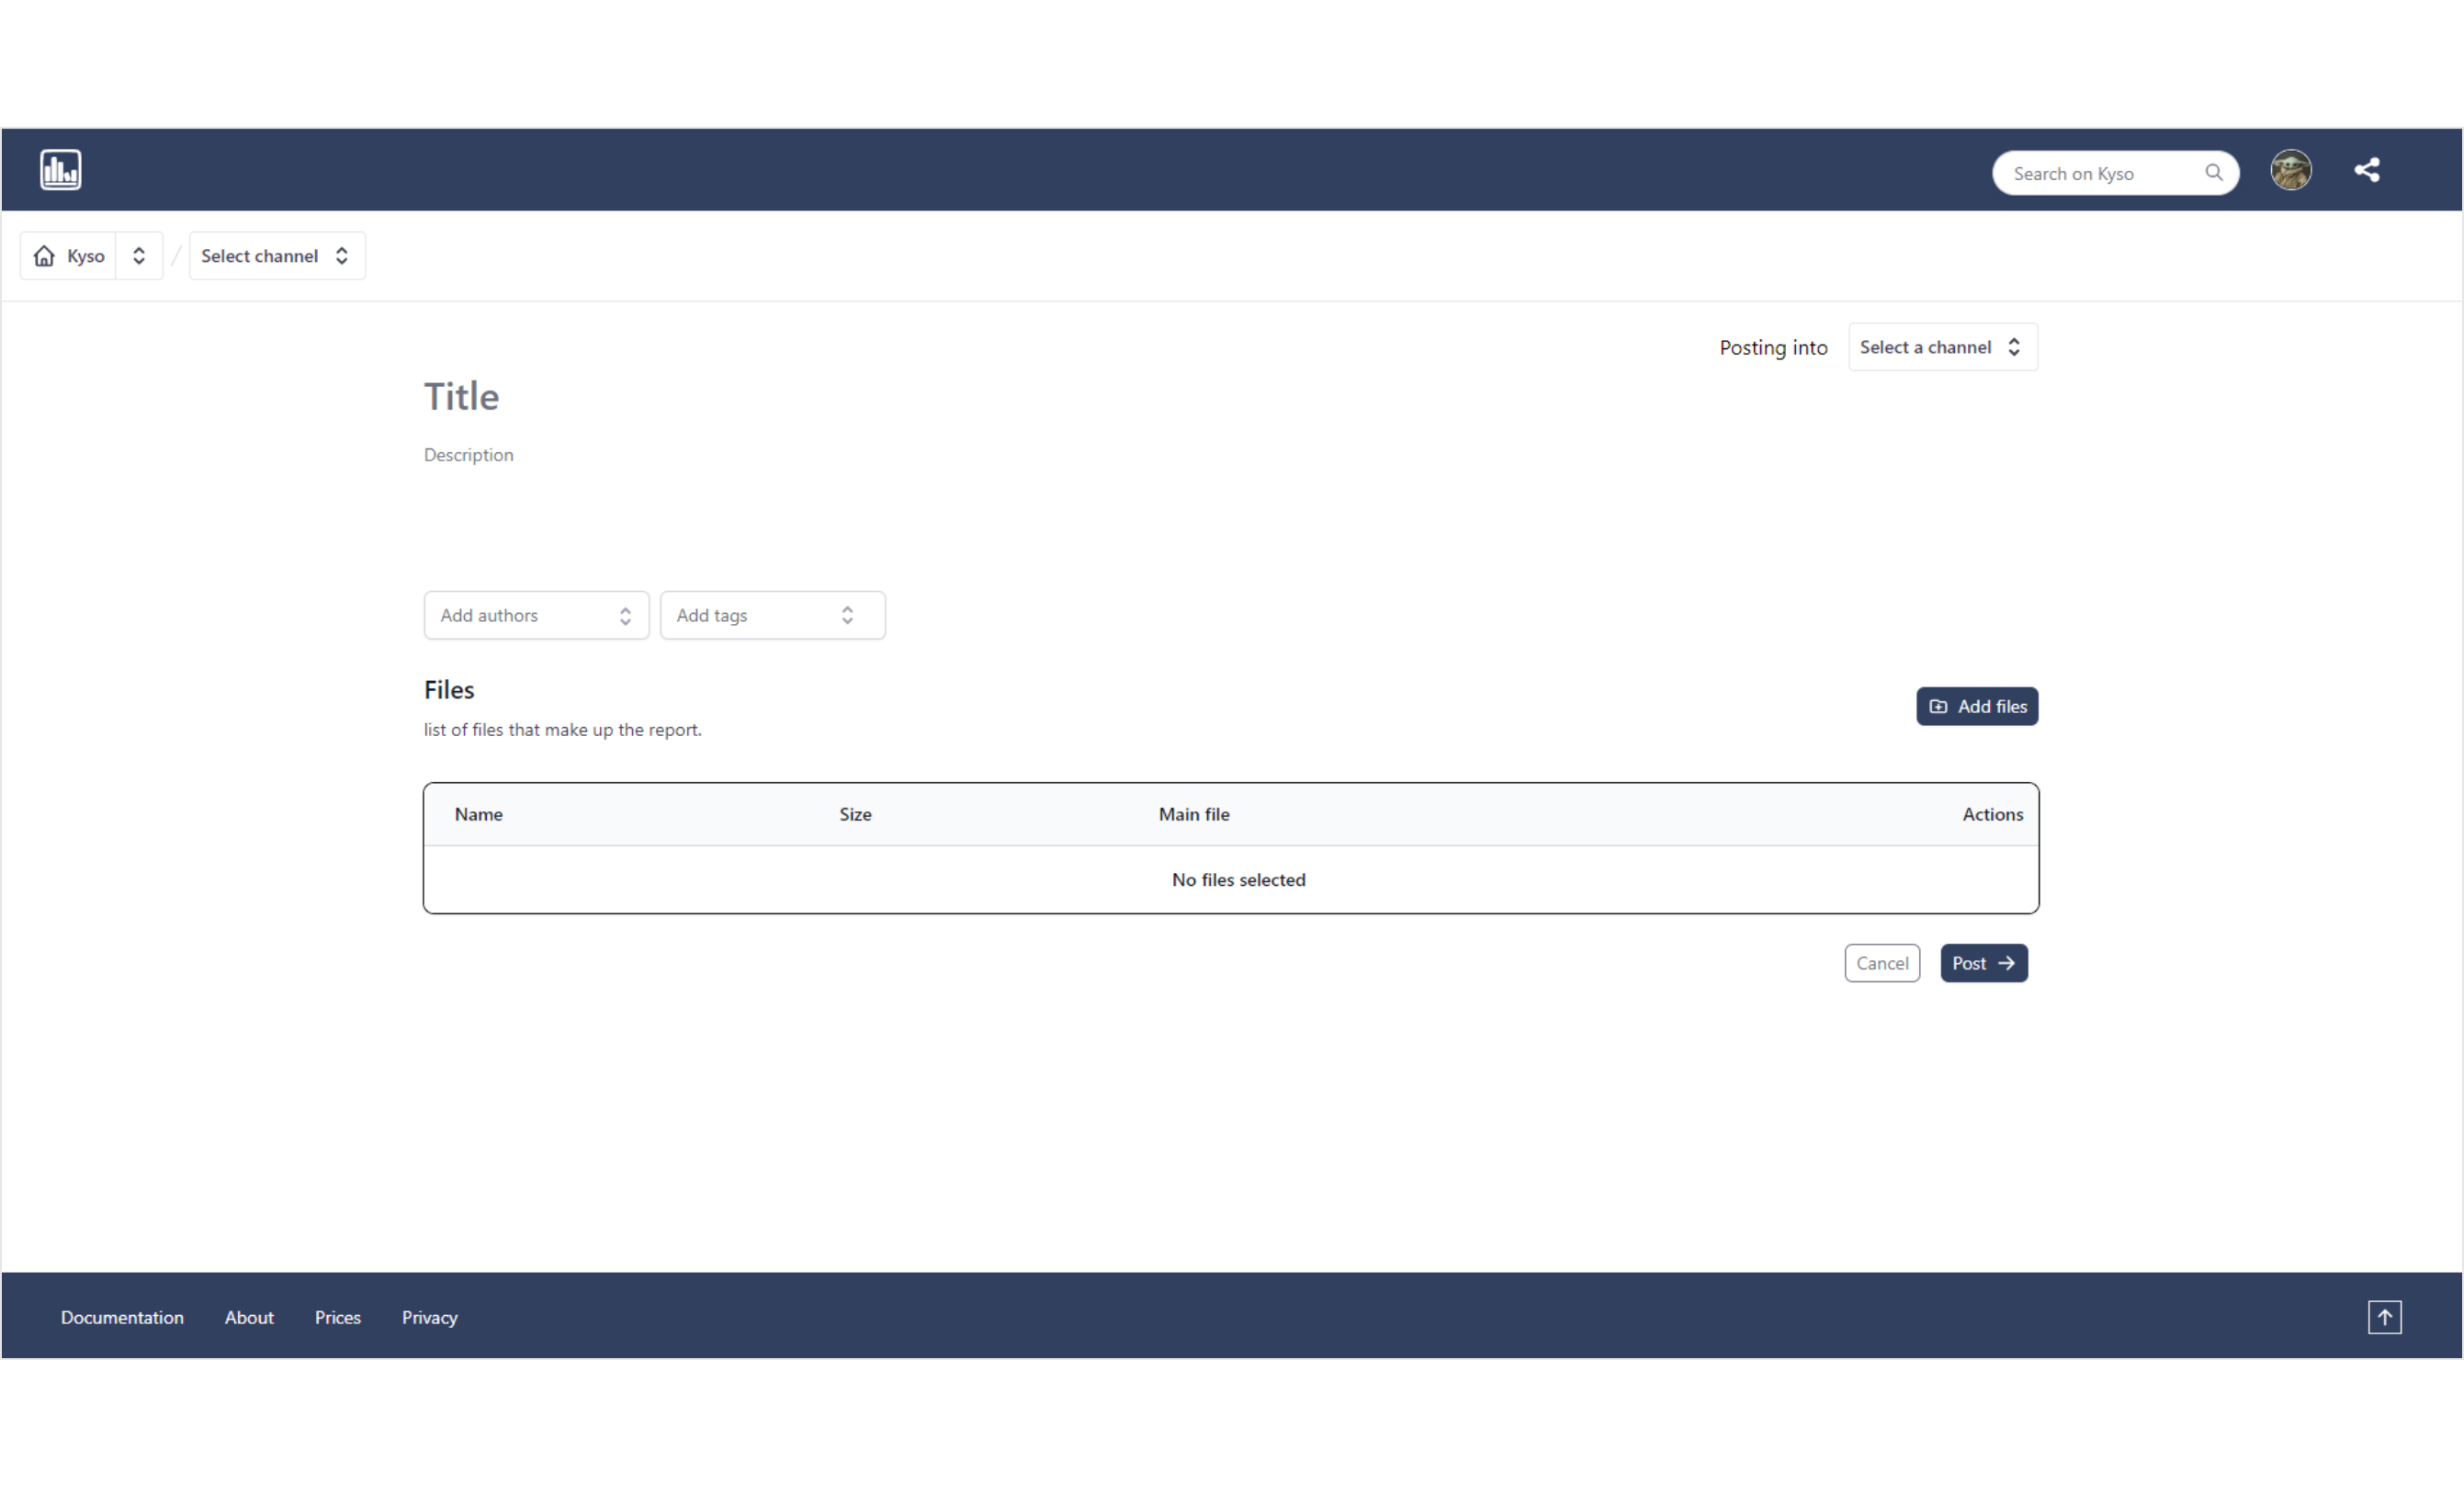 Search on Kyso
Kyso / Select channel
Posting into Select a channel
Title
Description
Add authors Add tags
Files
Add files
list of files that make up the report.
Name Size Main file Actions
No files selected
Cancel Post
Documentation About Prices Privacy